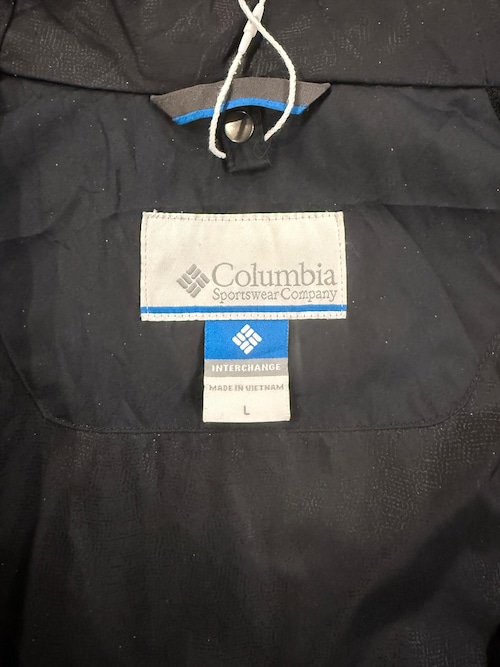 Columbia
Sportswear Company
INTERCHANGE
MADE IN VIETNAM
L